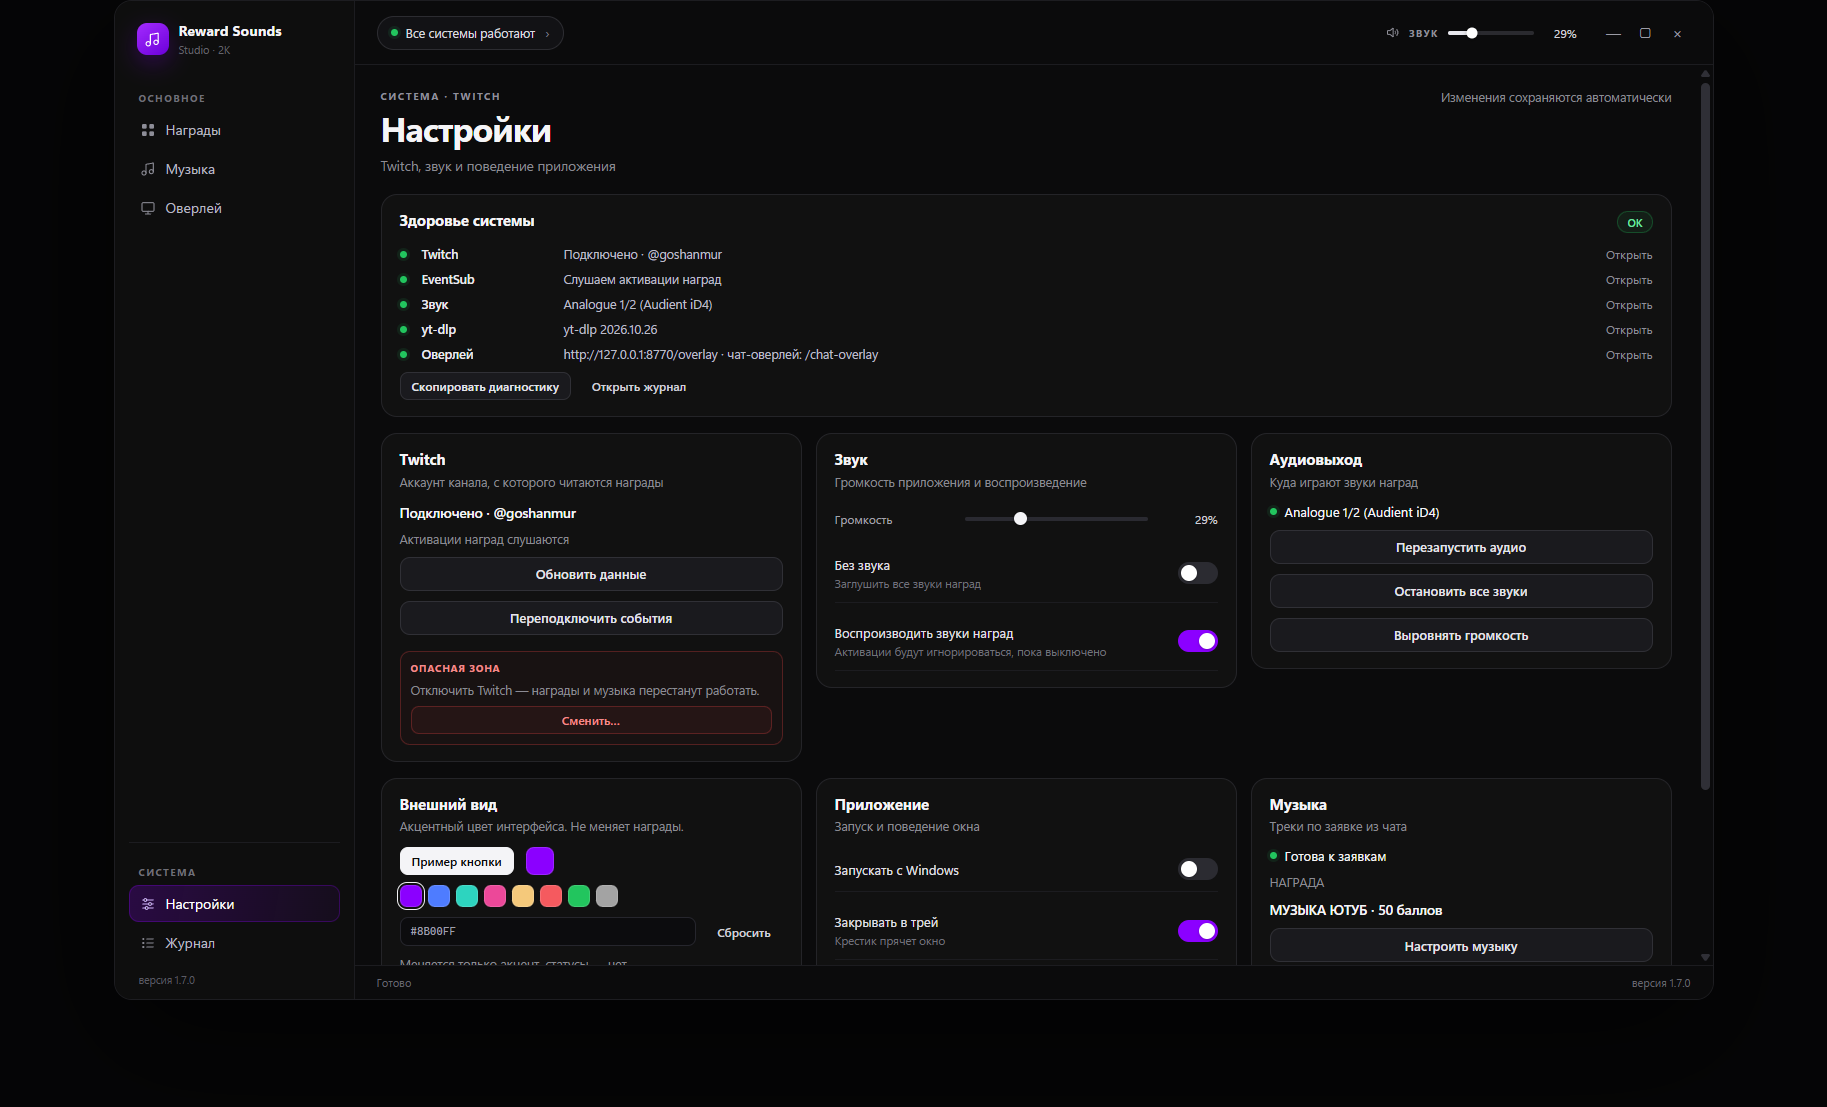 Reward Sounds
Studio · 2K
Все системы работают ›
ЗВУК
29%
ОСНОВНОЕ
Награды
Музыка
Оверлей
СИСТЕМА
Настройки
Журнал
версия 1.7.0
СИСТЕМА · TWITCH
Изменения сохраняются автоматически
Настройки
Twitch, звук и поведение приложения
Здоровье системы
OK
Twitch Подключено · @goshanmur Открыть
EventSub Слушаем активации наград Открыть
Звук Analogue 1/2 (Audient iD4) Открыть
yt-dlp yt-dlp 2026.10.26 Открыть
Оверлей http://127.0.0.1:8770/overlay · чат-оверлей: /chat-overlay Открыть
Скопировать диагностику Открыть журнал
Twitch
Аккаунт канала, с которого читаются награды
Подключено · @goshanmur
Активации наград слушаются
Обновить данные
Переподключить события
ОПАСНАЯ ЗОНА
Отключить Twitch — награды и музыка перестанут работать.
Сменить...
Звук
Громкость приложения и воспроизведение
Громкость 29%
Без звука
Заглушить все звуки наград
Воспроизводить звуки наград
Активации будут игнорироваться, пока выключено
Аудиовыход
Куда играют звуки наград
Analogue 1/2 (Audient iD4)
Перезапустить аудио
Остановить все звуки
Выровнять громкость
Внешний вид
Акцентный цвет интерфейса. Не меняет награды.
Пример кнопки
#8B00FF Сбросить
Меняется только акцент, статусы — нет
Приложение
Запуск и поведение окна
Запускать с Windows
Закрывать в трей
Крестик прячет окно
Музыка
Треки по заявке из чата
Готова к заявкам
НАГРАДА
МУЗЫКА ЮТУБ · 50 баллов
Настроить музыку
Готово
версия 1.7.0